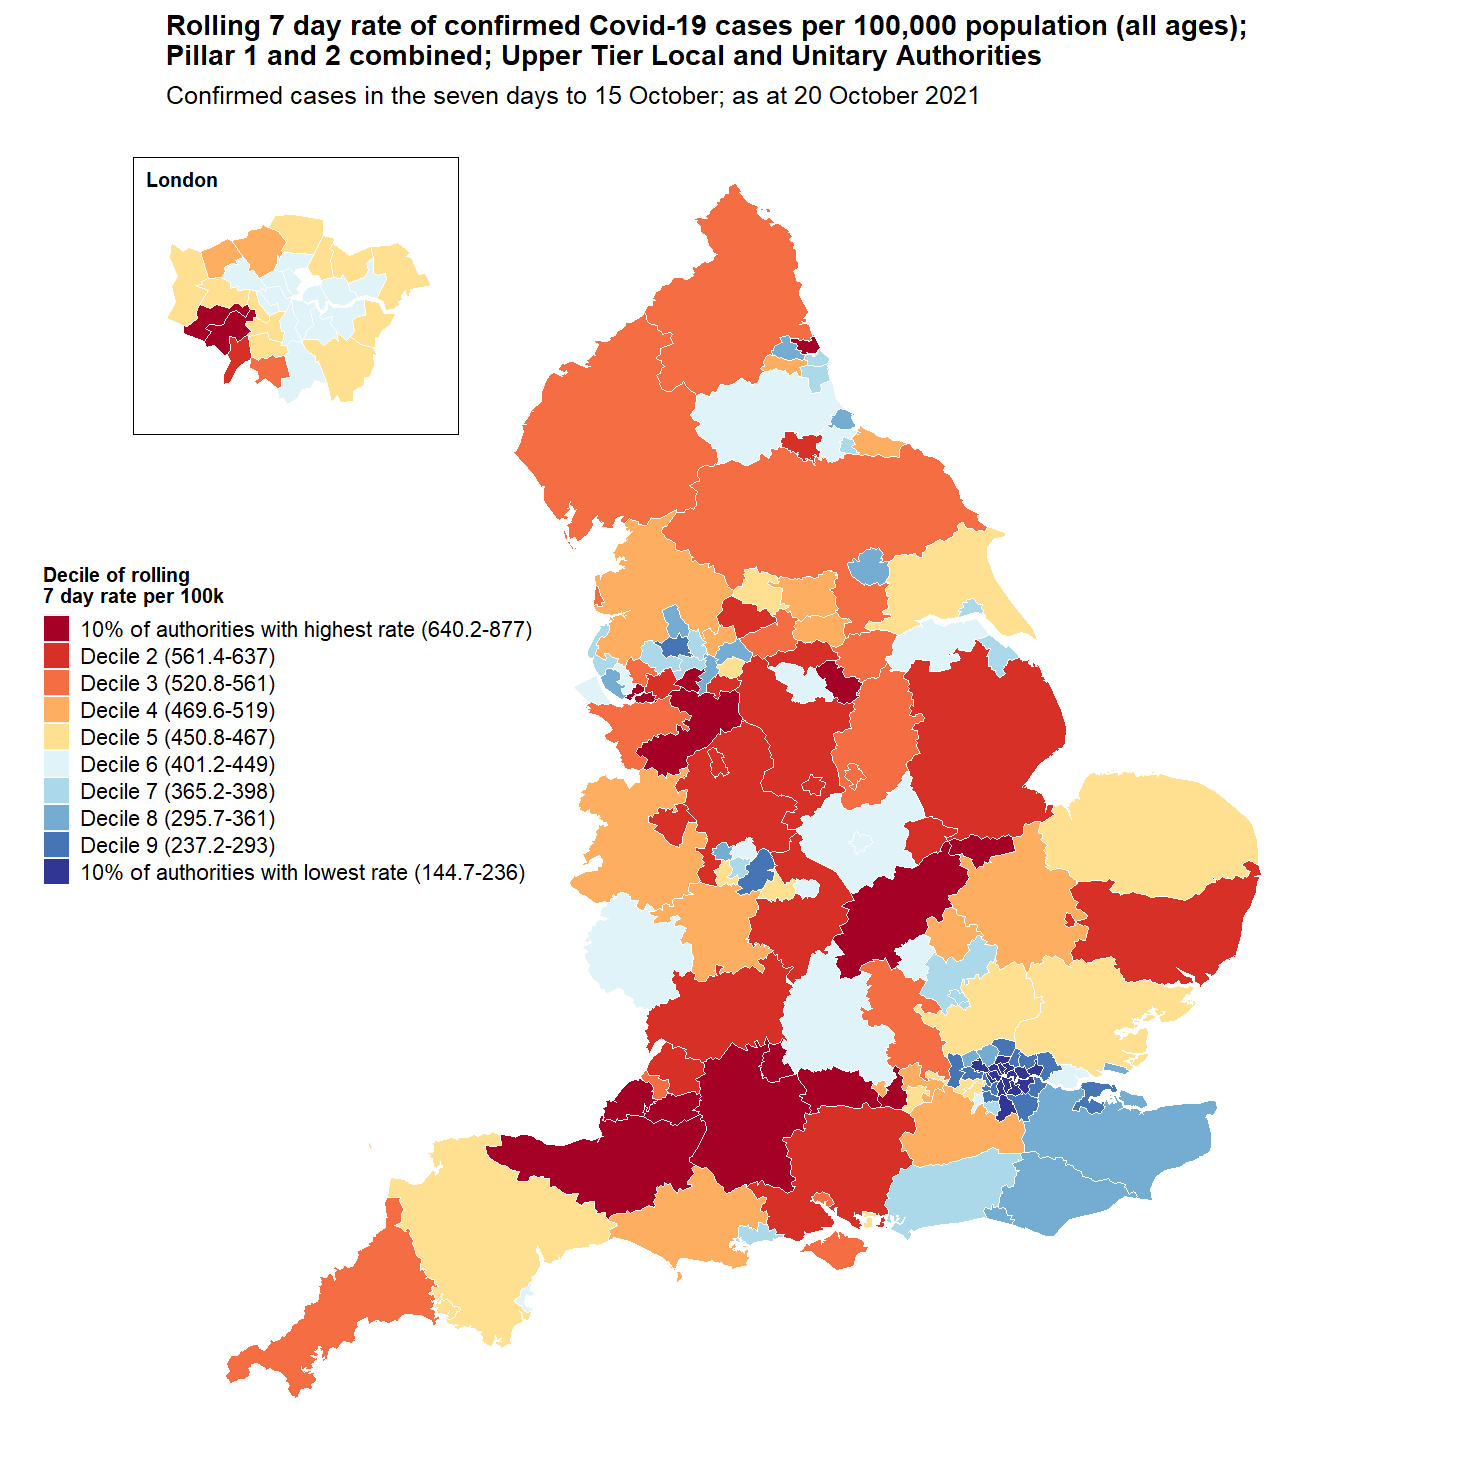 Rolling 7 day rate of confirmed Covid-19 cases per 100,000 population (all ages);
Pillar 1 and 2 combined; Upper Tier Local and Unitary Authorities
Confirmed cases in the seven days to 15 October; as at 20 October 2021
London
Decile of rolling
7 day rate per 100k
10% of authorities with highest rate (640.2-877)
Decile 2 (561.4-637)
Decile 3 (520.8-561)
Decile 4 (469.6-519)
Decile 5 (450.8-467)
Decile 6 (401.2-449)
Decile 7 (365.2-398)
Decile 8 (295.7-361)
Decile 9 (237.2-293)
10% of authorities with lowest rate (144.7-236)